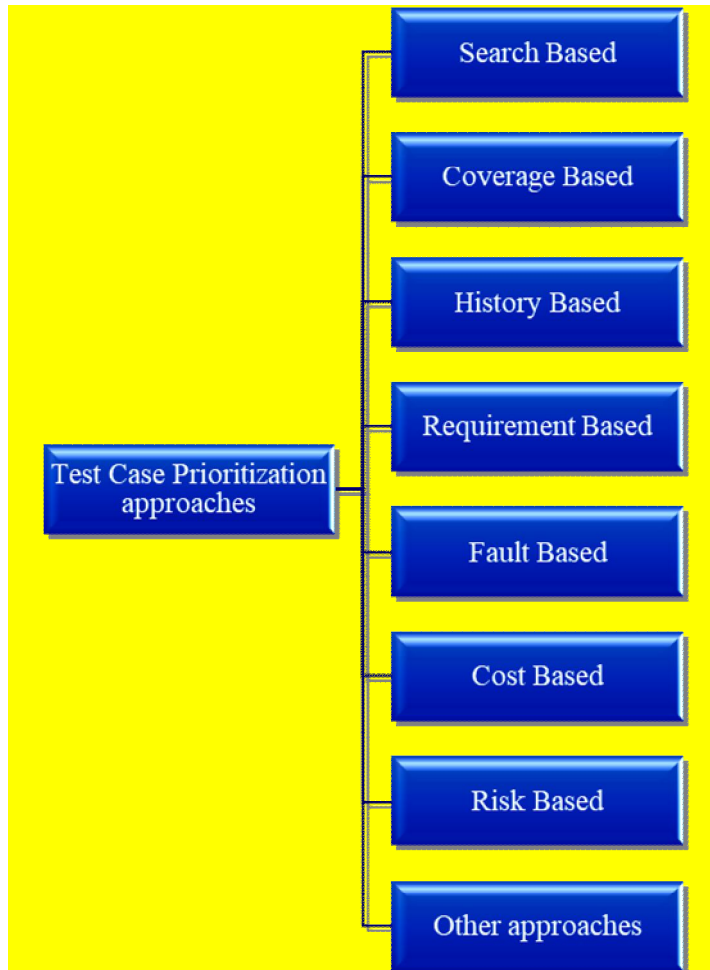 Search Based
Coverage Based
History Based
Requirement Based
Test Case Prioritization
approaches
Fault Based
Cost Based
Risk Based
Other approaches